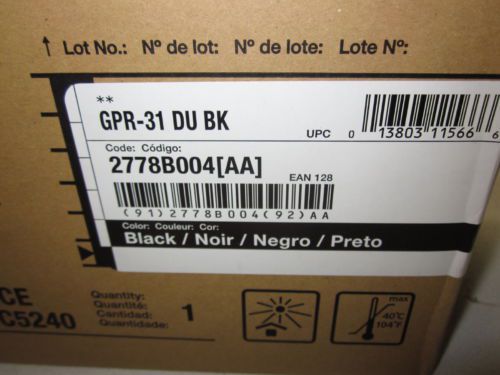 ↑ Lot No.: Nº de lot: Nº de lote: Lote Nº:
**
GPR-31 DU BK
UPC 0 13803 11566 6
Code: Código:
2778B004[AA]
EAN 128
(91)2778B004(92)AA
Color: Couleur: Cor:
Black / Noir / Negro / Preto
CE
C5240
Quantity:
Quantité:
Cantidad:
Quantidade:
1
max
40°C
104°F